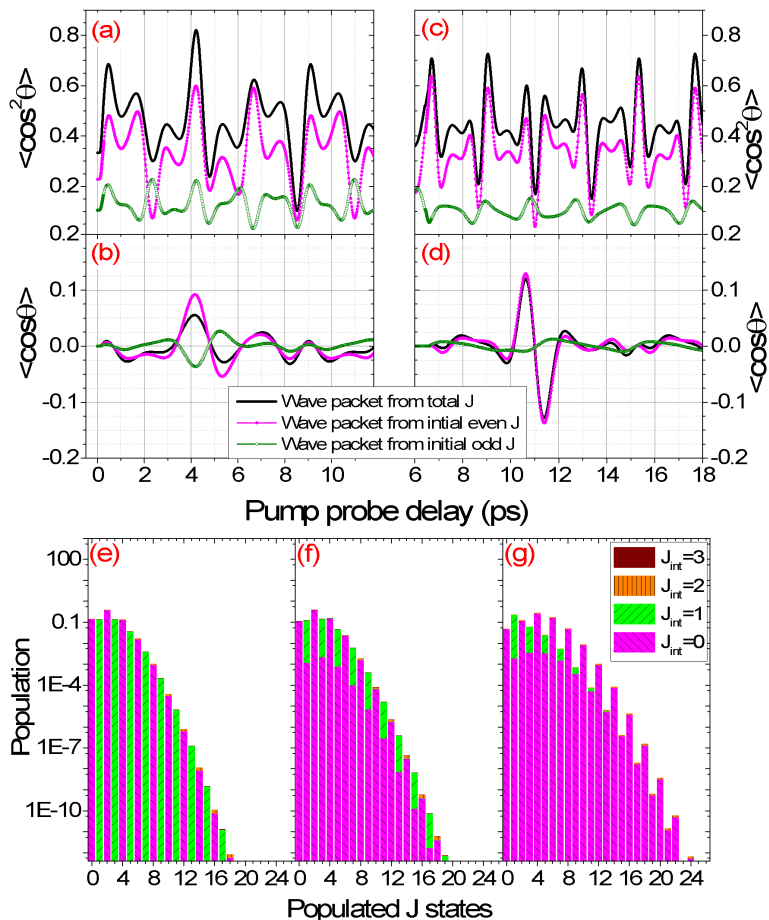 (a)
(c)
0.8
0.6
0.4
0.2
<cos²θ>
0.8
0.6
0.4
0.2
<cos²θ>
(b)
(d)
0.2
0.1
0.0
-0.1
-0.2
<cosθ>
0.2
0.1
0.0
-0.1
-0.2
<cosθ>
Wave packet from total J
Wave packet from intial even J
Wave packet from initial odd J
0 2 4 6 8 10
6 8 10 12 14 16 18
Pump probe delay (ps)
(e)
(f)
(g)
J_int=3
J_int=2
J_int=1
J_int=0
100
0.1
1E-4
1E-7
1E-10
Population
0 4 8 12 16 20 24
0 4 8 12 16 20 24
0 4 8 12 16 20 24
Populated J states